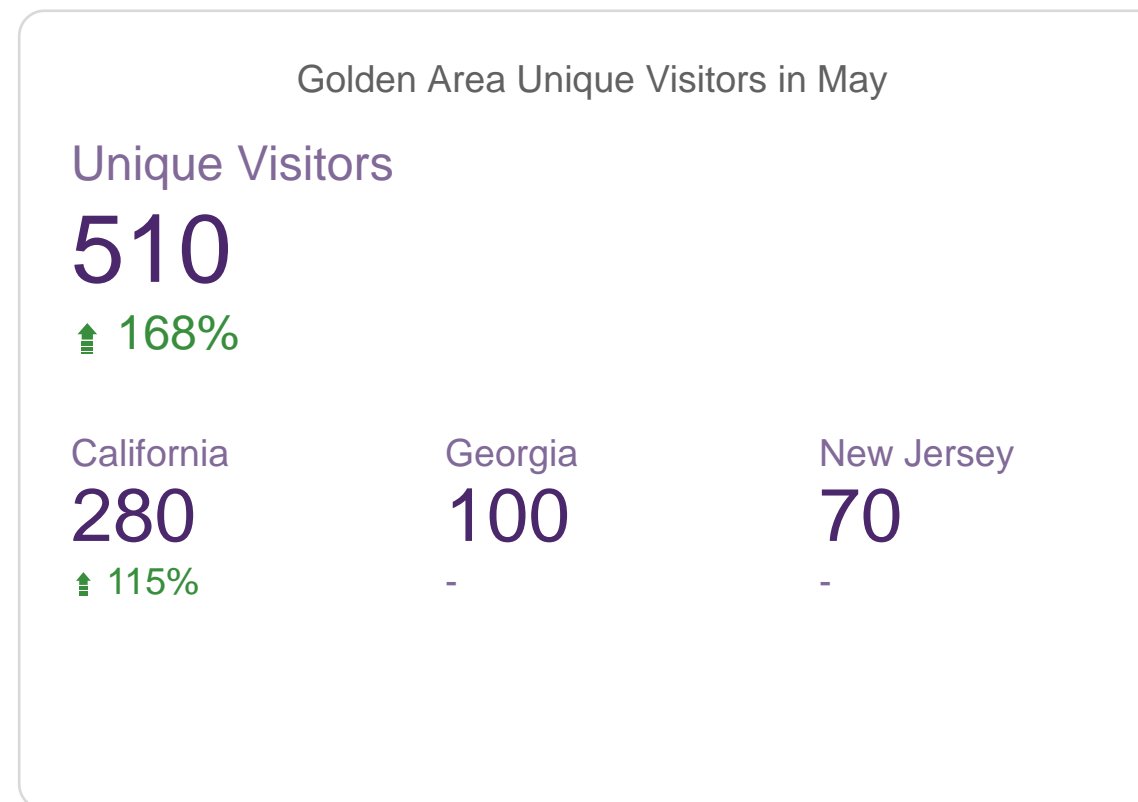 Golden Area Unique Visitors in May
Unique Visitors
510
168%
California Georgia New Jersey
280 100 70
115% - -